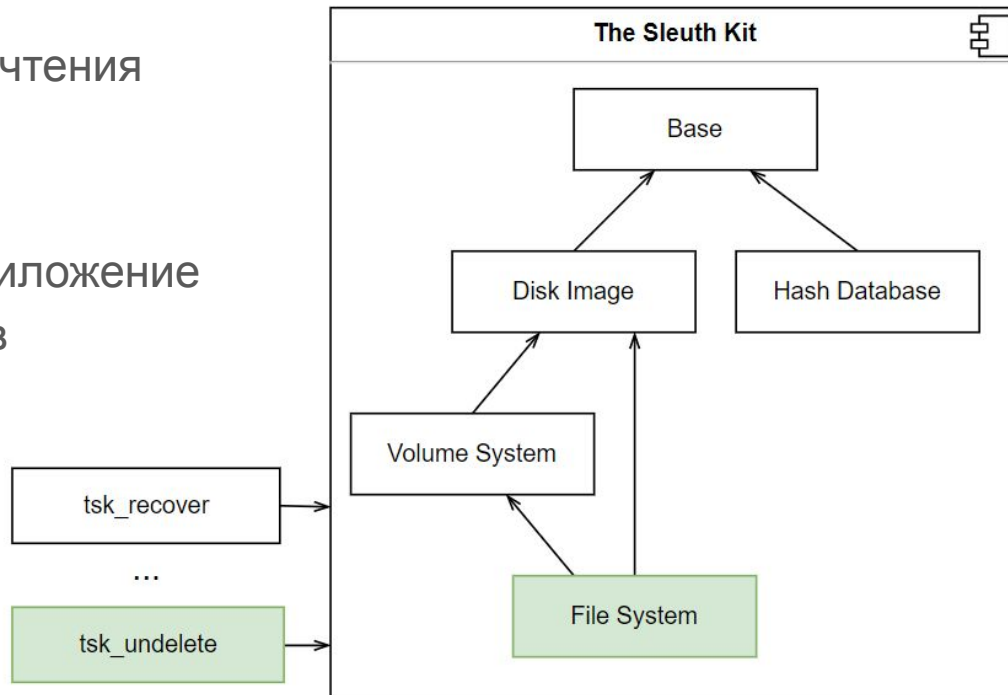 чтения
иложение
в
The Sleuth Kit
Base
Disk Image
Hash Database
Volume System
tsk_recover
...
tsk_undelete
File System